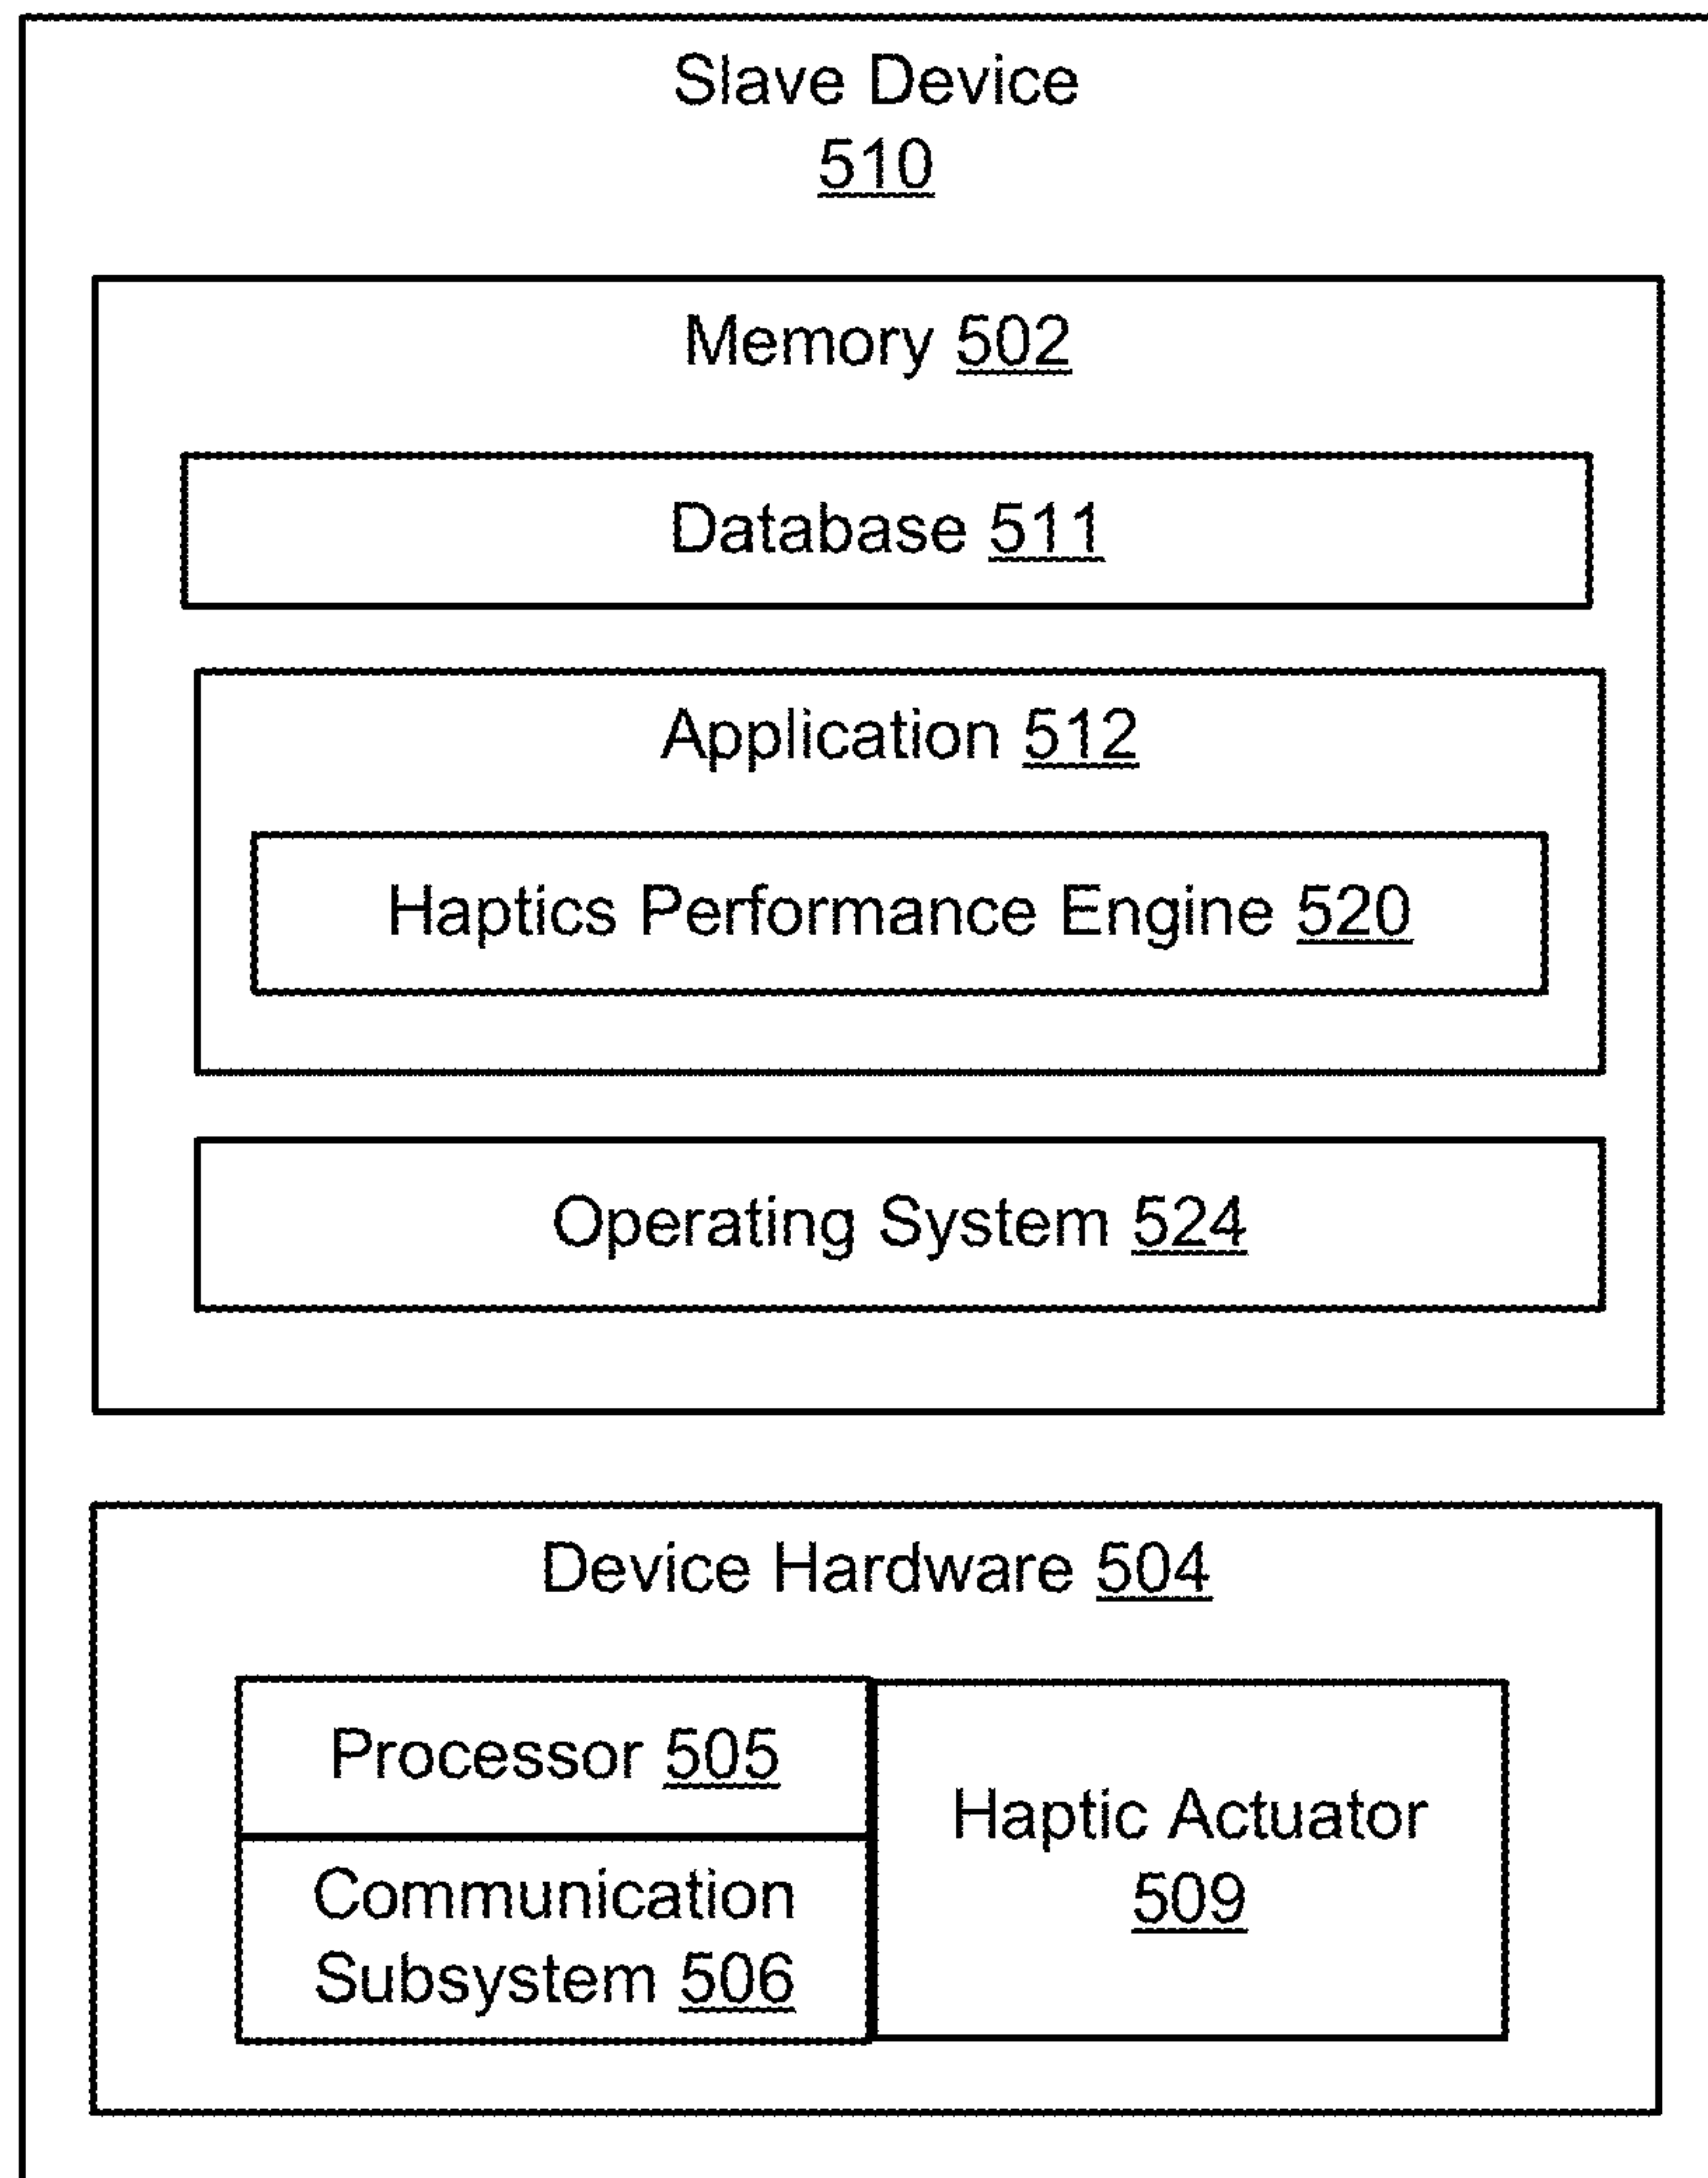 Slave Device
510
Memory 502
Database 511
Application 512
Haptics Performance Engine 520
Operating System 524
Device Hardware 504
Processor 505
Communication
Subsystem 506
Haptic Actuator
509